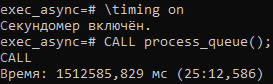 exec_async=# \timing on
Секундомер включён.
exec_async=# CALL process_queue();
CALL
Время: 1512585,829 мс (25:12,586)